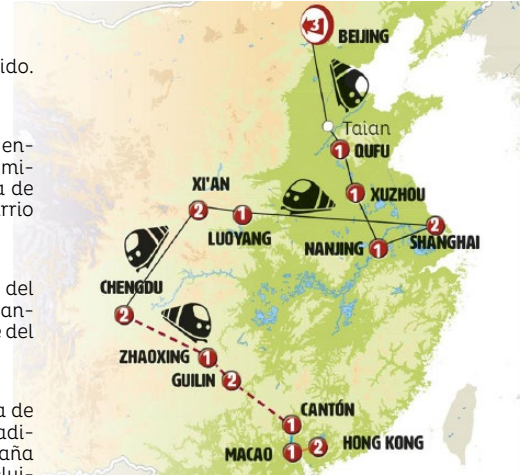 ido.
en-
mi-
a de
rrio
del
an-
del
a de
adi-
aña
3
BEIJING
Taian
1 QUFU
1 XUZHOU
XI'AN
2
1
LUOYANG
2
SHANGHAI
NANJING
1
CHENGDU
2
ZHAOXING
1
GUILIN
2
CANTÓN
1
MACAO
1
2
HONG KONG